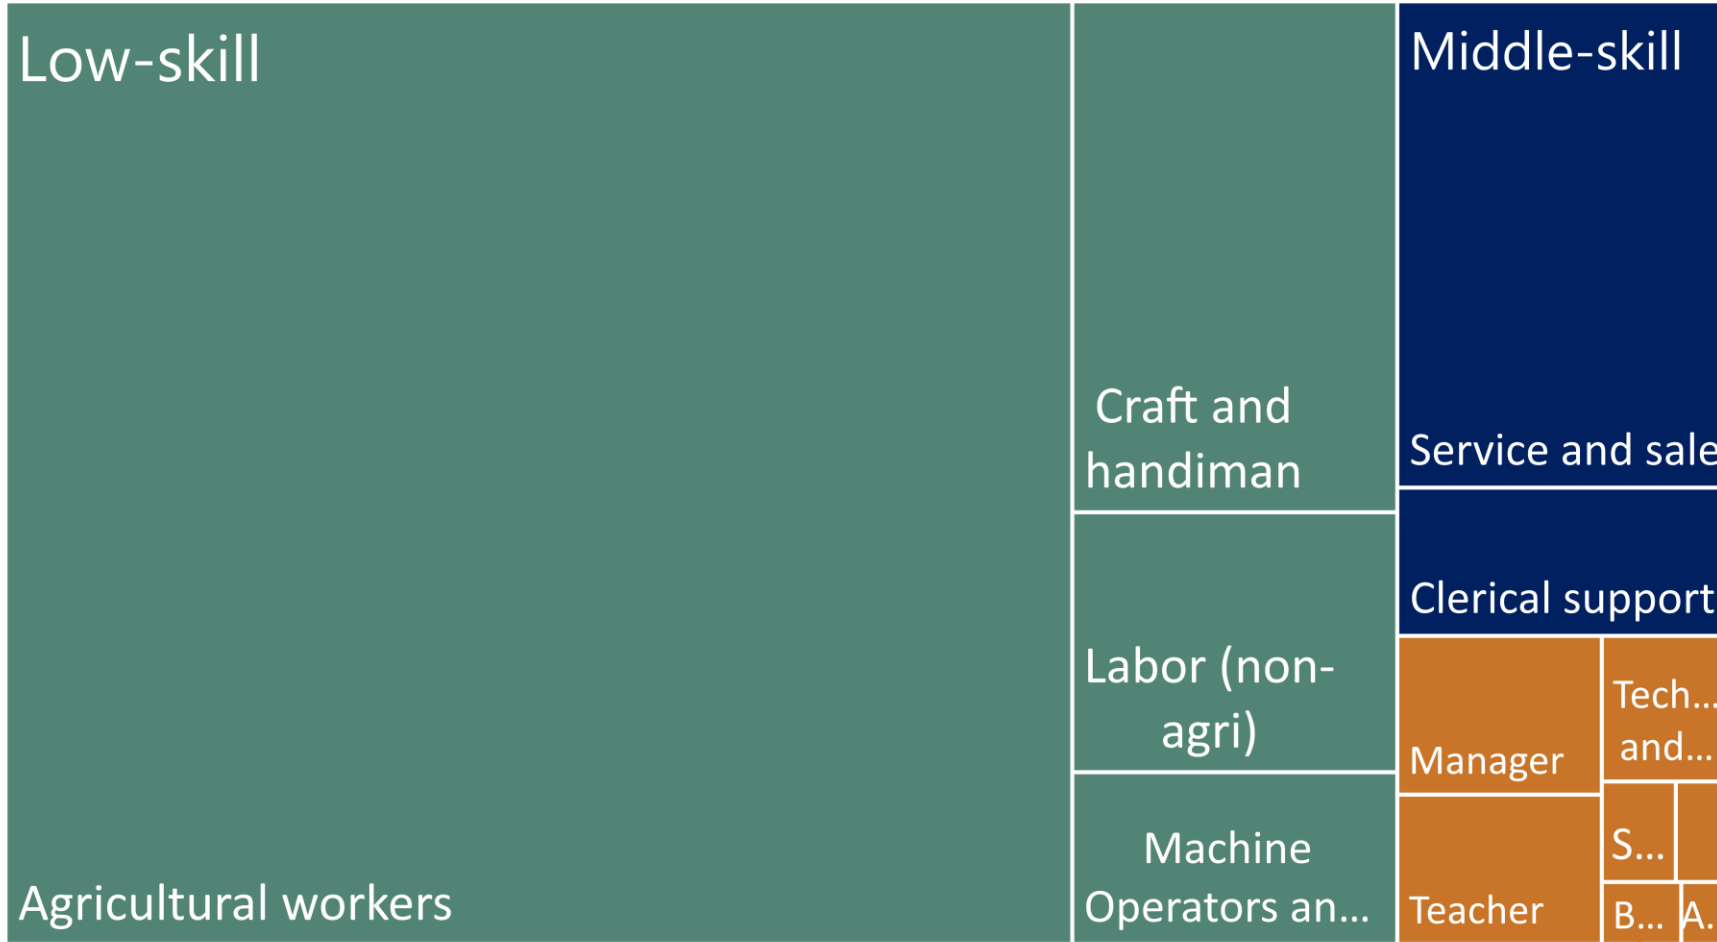 Low-skill
Agricultural workers
Craft and
handiman
Labor (non-
agri)
Machine
Operators an...
Middle-skill
Service and sale
Clerical support
Manager
Teacher
Tech...
and...
S...
B...
A.